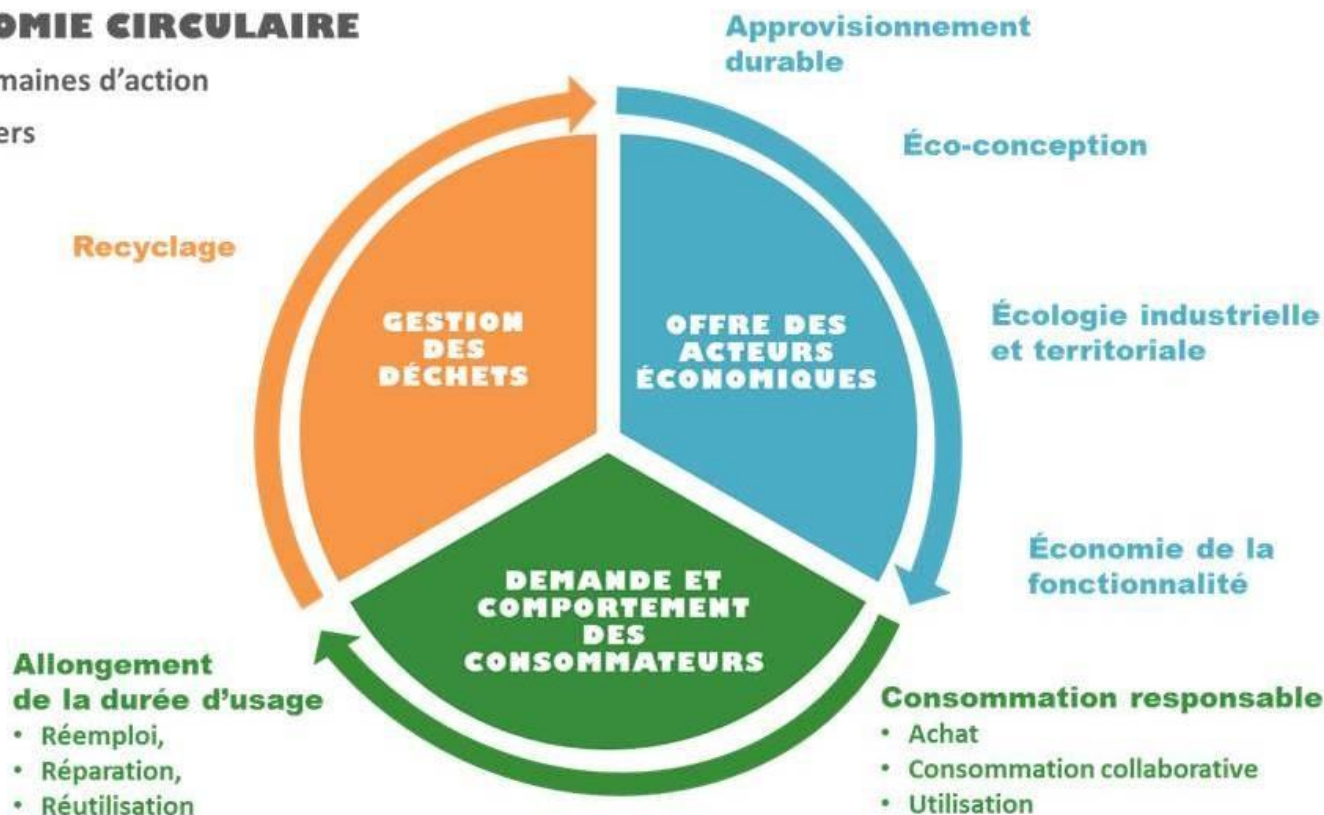 OMIE CIRCULAIRE
maines d'action
ers
Approvisionnement
durable
Éco-conception
Écologie industrielle
et territoriale
Économie de la
fonctionnalité
Recyclage
GESTION
DES
DÉCHETS
OFFRE DES
ACTEURS
ÉCONOMIQUES
DEMANDE ET
COMPORTEMENT
DES
CONSOMMATEURS
Allongement
de la durée d'usage
• Réemploi,
• Réparation,
• Réutilisation
Consommation responsable
• Achat
• Consommation collaborative
• Utilisation